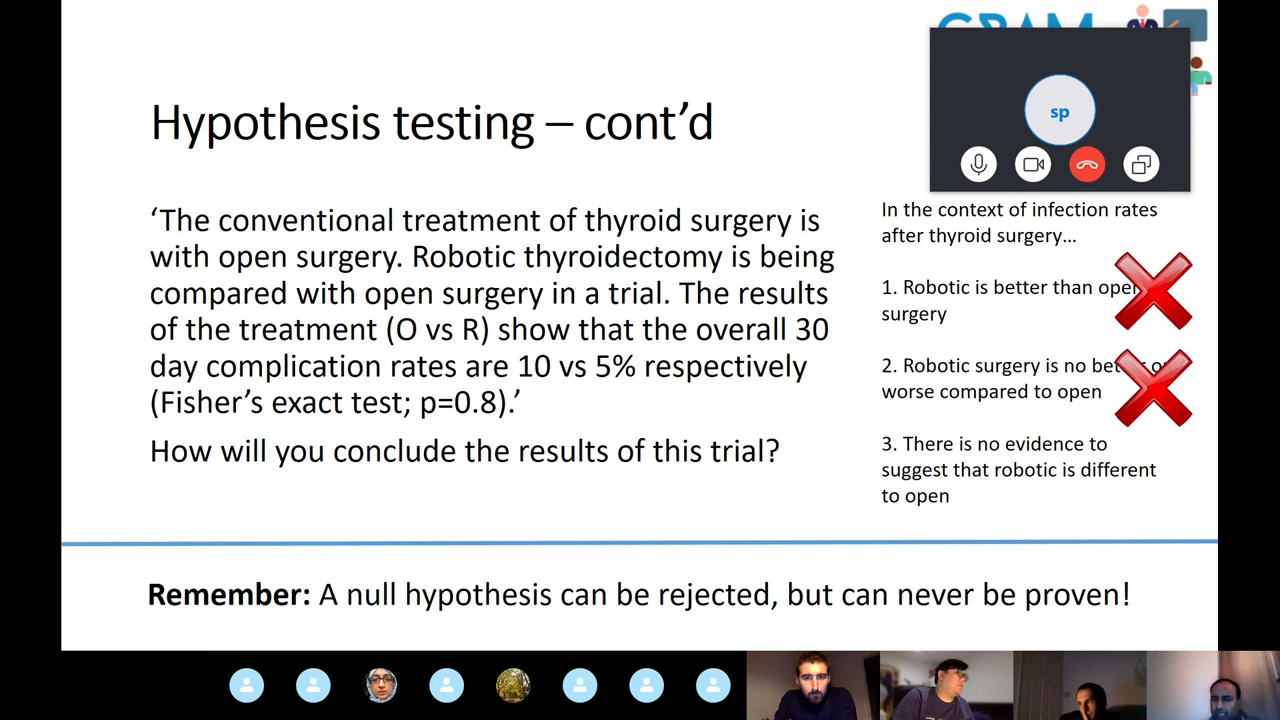 Hypothesis testing – cont’d
sp
‘The conventional treatment of thyroid surgery is
with open surgery. Robotic thyroidectomy is being
compared with open surgery in a trial. The results
of the treatment (O vs R) show that the overall 30
day complication rates are 10 vs 5% respectively
(Fisher’s exact test; p=0.8).’
How will you conclude the results of this trial?
In the context of infection rates
after thyroid surgery…
1. Robotic is better than open
surgery
2. Robotic surgery is no
worse compared to open
3. There is no evidence to
suggest that robotic is different
to open
Remember: A null hypothesis can be rejected, but can never be proven!